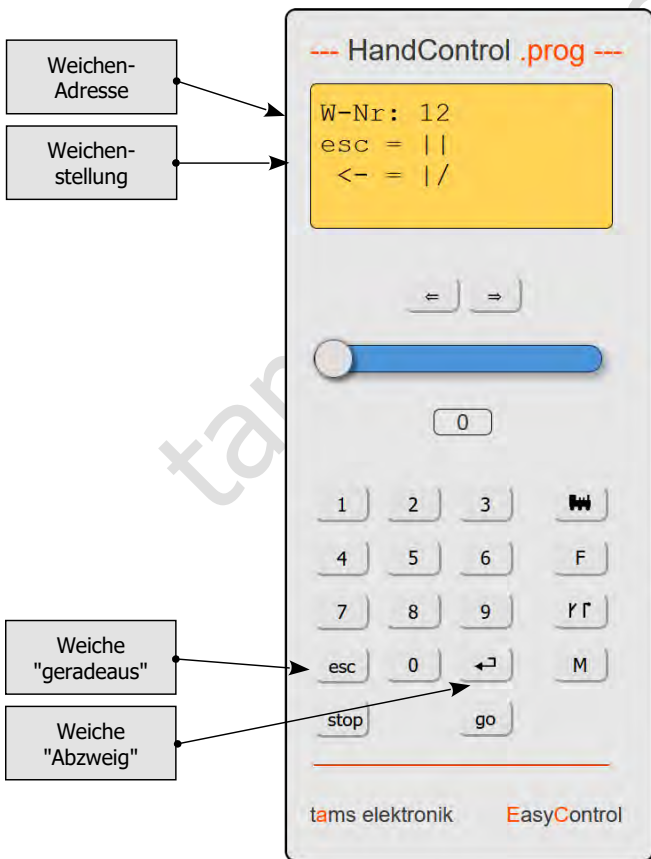 --- HandControl .prog ---
Weichen-
Adresse
Weichen-
stellung
W-Nr: 12
esc = ||
<- = |/
⇐ ⇒
0
1 2 3
4 5 6 F
7 8 9
esc 0 ↵ M
stop go
Weiche
"geradeaus"
Weiche
"Abzweig"
tams elektronik EasyControl